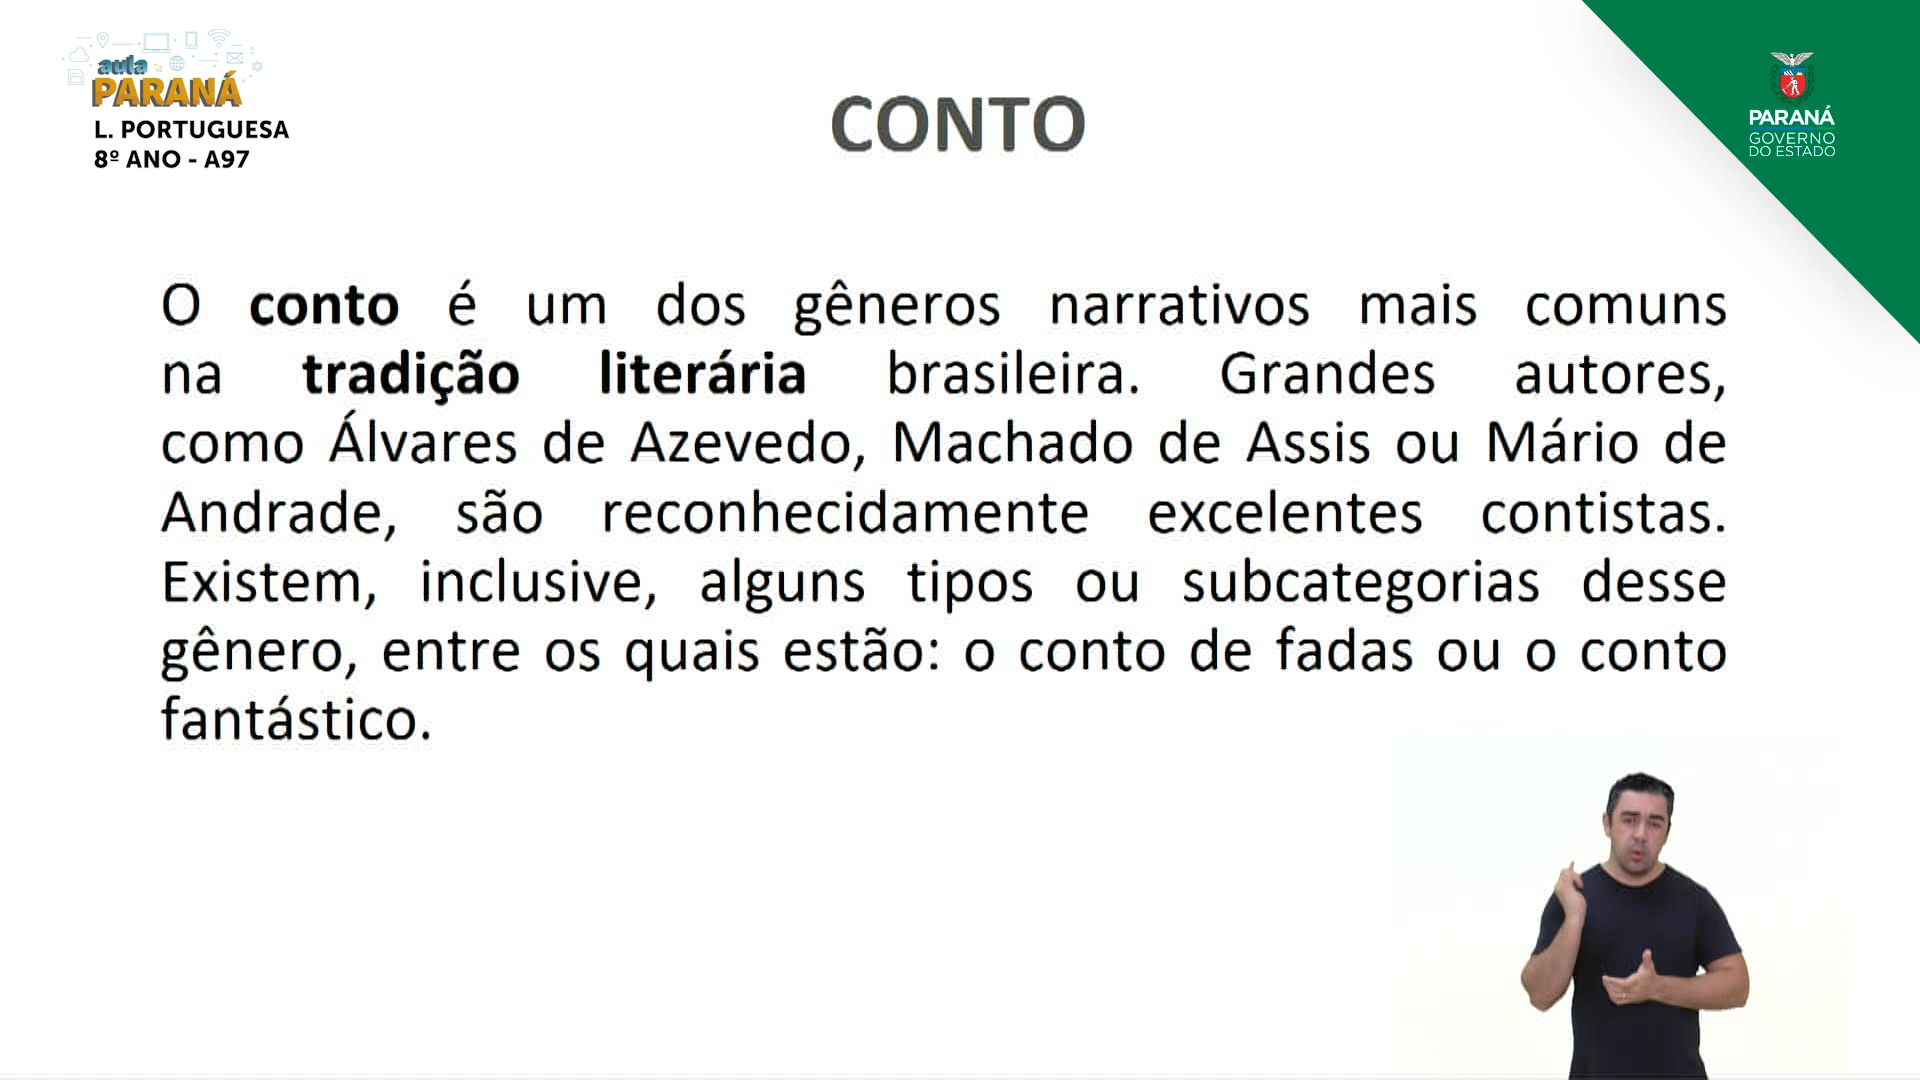 aula
PARANÁ
L. PORTUGUESA
8º ANO - A97
CONTO
PARANÁ
GOVERNO
DO ESTADO
O conto é um dos gêneros narrativos mais comuns
na tradição literária brasileira. Grandes autores,
como Álvares de Azevedo, Machado de Assis ou Mário de
Andrade, são reconhecidamente excelentes contistas.
Existem, inclusive, alguns tipos ou subcategorias desse
gênero, entre os quais estão: o conto de fadas ou o conto
fantástico.